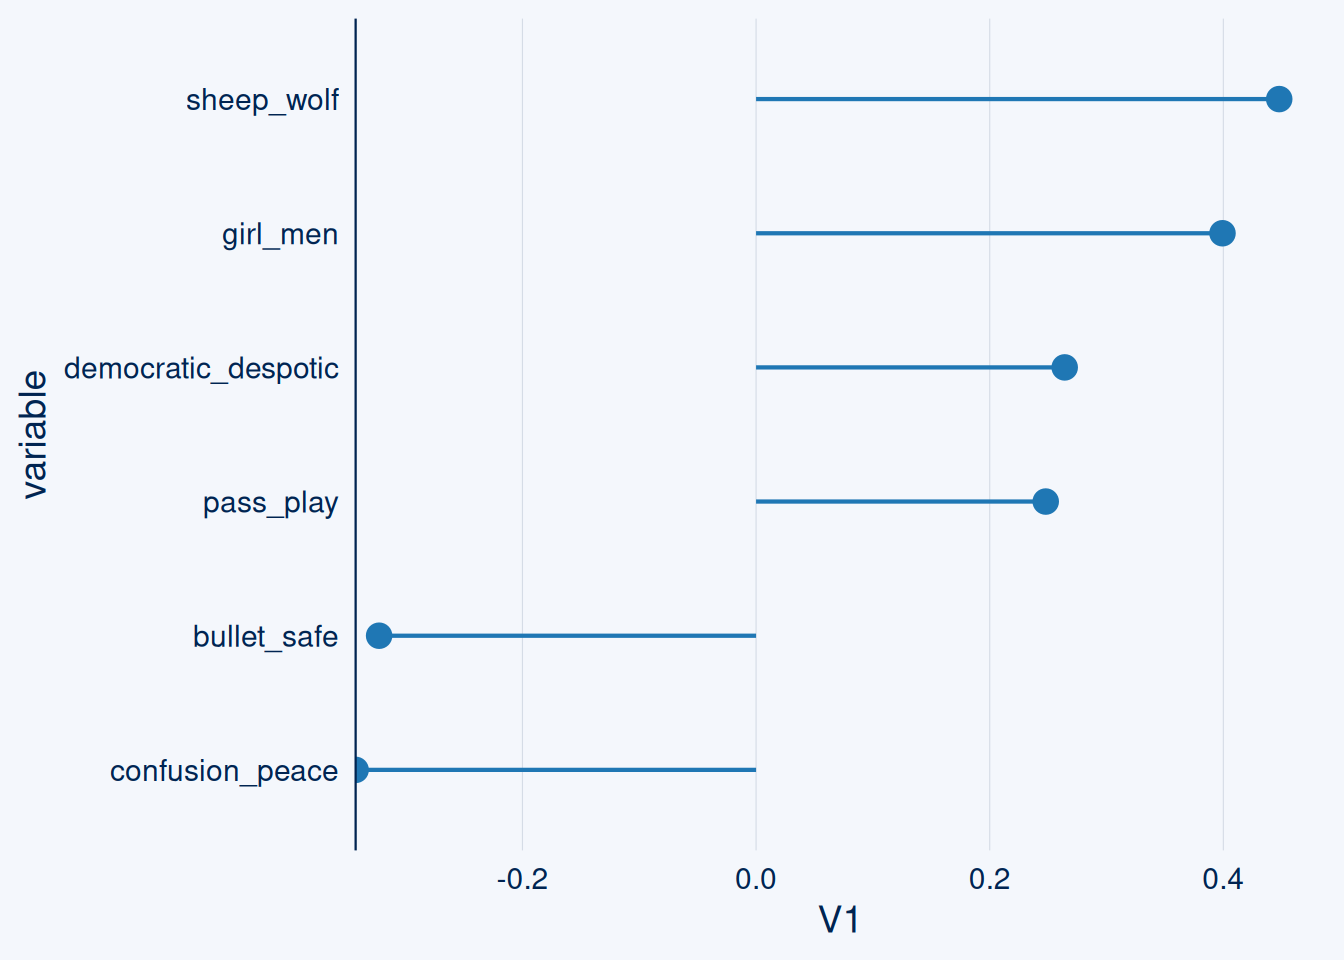 sheep_wolf
girl_men
democratic_despotic
pass_play
bullet_safe
confusion_peace
variable
-0.2
0.0
0.2
0.4
V1